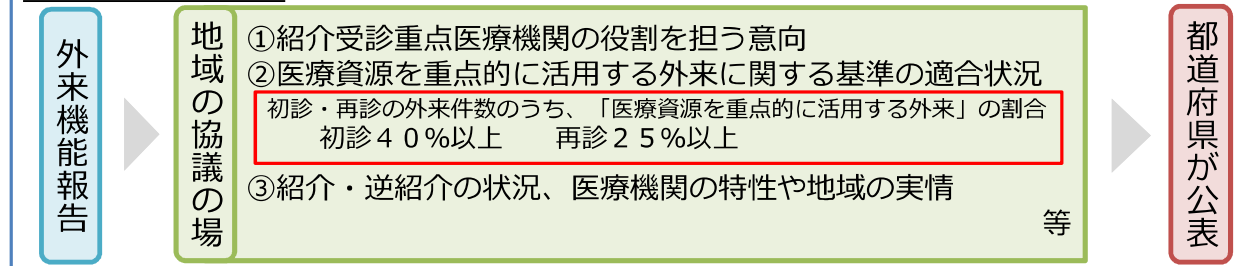 外来機能報告
地域の協議の場
①紹介受診重点医療機関の役割を担う意向
②医療資源を重点的に活用する外来に関する基準の適合状況
初診・再診の外来件数のうち、「医療資源を重点的に活用する外来」の割合
初診４０％以上　　再診２５％以上
③紹介・逆紹介の状況、医療機関の特性や地域の実情
等
都道府県が公表